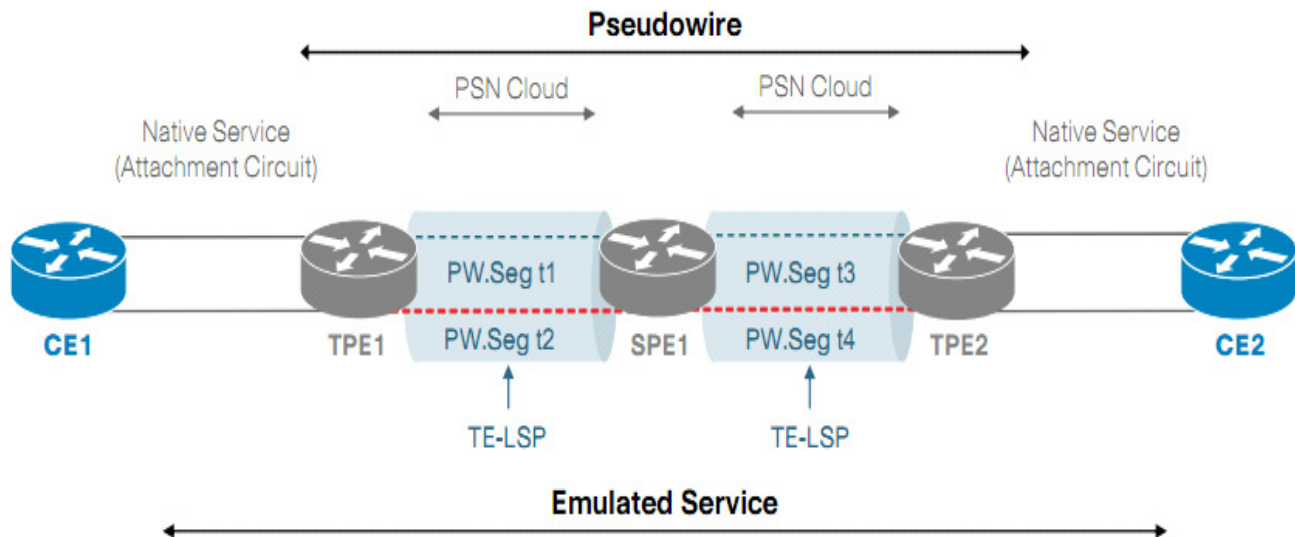 Pseudowire
PSN Cloud
PSN Cloud
Native Service
(Attachment Circuit)
Native Service
(Attachment Circuit)
PW.Seg t1
PW.Seg t3
PW.Seg t2
PW.Seg t4
CE1
TPE1
SPE1
TPE2
CE2
TE-LSP
TE-LSP
Emulated Service